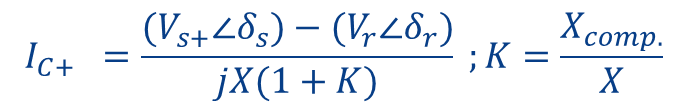 I_{C+} = \frac{(V_{s+}∠δ_s) − (V_r∠δ_r)}{jX(1 + K)} ; K = \frac{X_{comp.}}{X}